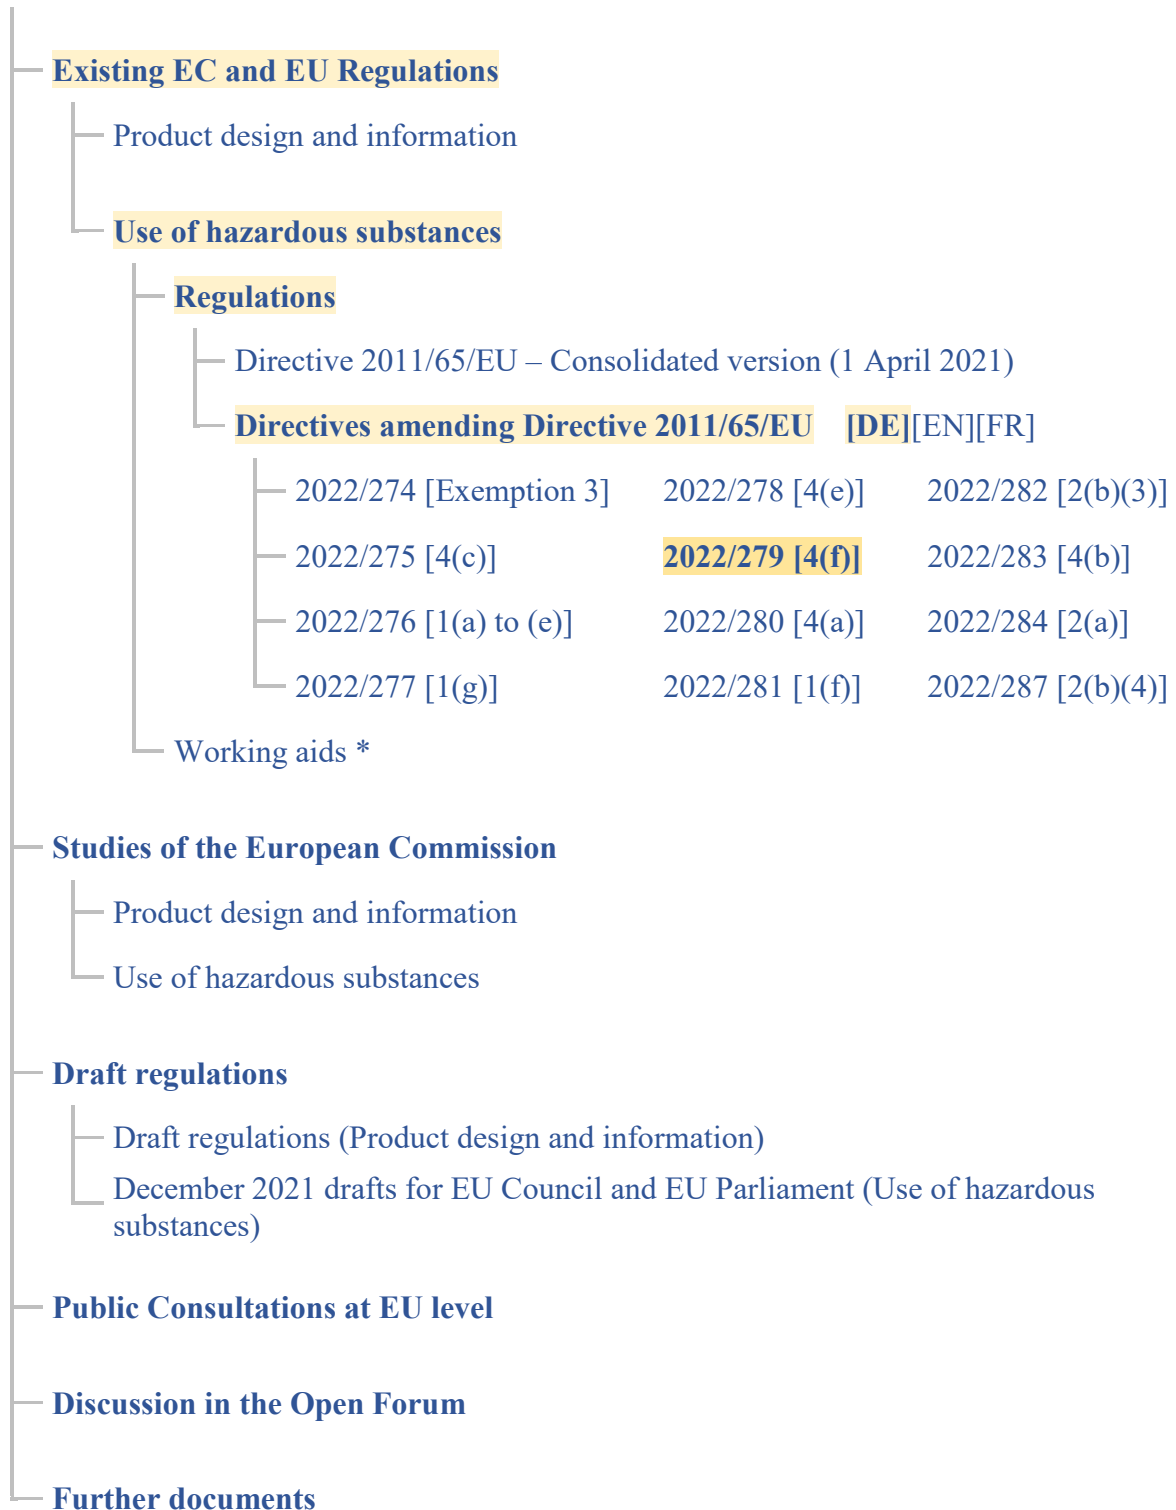 Existing EC and EU Regulations
Product design and information
Use of hazardous substances
Regulations
Directive 2011/65/EU – Consolidated version (1 April 2021)
Directives amending Directive 2011/65/EU [DE][EN][FR]
2022/274 [Exemption 3] 2022/278 [4(e)] 2022/282 [2(b)(3)]
2022/275 [4(c)] 2022/279 [4(f)] 2022/283 [4(b)]
2022/276 [1(a) to (e)] 2022/280 [4(a)] 2022/284 [2(a)]
2022/277 [1(g)] 2022/281 [1(f)] 2022/287 [2(b)(4)]
Working aids *
Studies of the European Commission
Product design and information
Use of hazardous substances
Draft regulations
Draft regulations (Product design and information)
December 2021 drafts for EU Council and EU Parliament (Use of hazardous
substances)
Public Consultations at EU level
Discussion in the Open Forum
Further documents